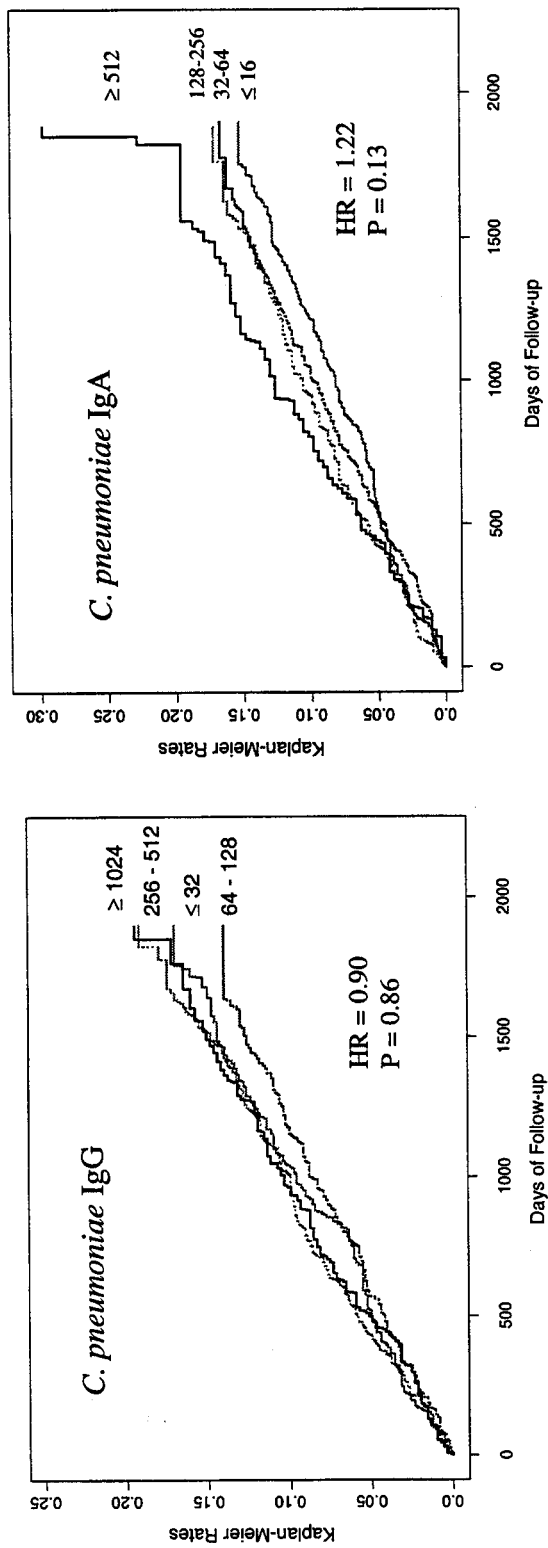 C. pneumoniae IgG
≥ 1024
256 - 512
≤ 32
64 - 128
HR = 0.90
P = 0.86
Kaplan-Meier Rates
0.25
0.20
0.15
0.10
0.05
0.0
0
500
1000
1500
2000
Days of Follow-up
C. pneumoniae IgA
≥ 512
128-256
32-64
≤ 16
HR = 1.22
P = 0.13
Kaplan-Meier Rates
0.30
0.25
0.20
0.15
0.10
0.05
0.0
0
500
1000
1500
2000
Days of Follow-up